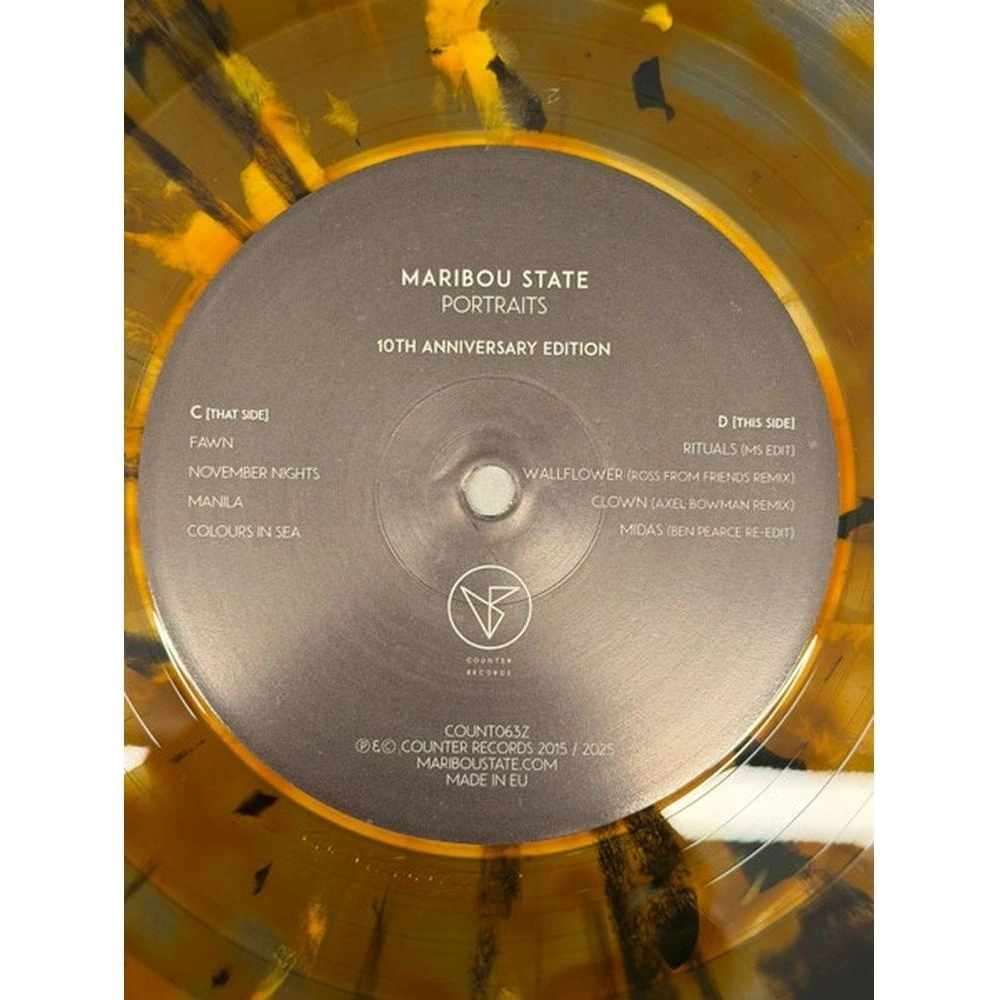 MARIBOU STATE
PORTRAITS
10TH ANNIVERSARY EDITION
C [THAT SIDE]
FAWN
NOVEMBER NIGHTS
MANILA
COLOURS IN SEA
D [THIS SIDE]
RITUALS (MS EDIT)
WALLFLOWER (ROSS FROM FRIENDS REMIX)
CLOWN (AXEL BOWMAN REMIX)
MIDAS (BEN PEARCE RE-EDIT)
COUNTER
RECORDS
COUNT063Z
℗ & © COUNTER RECORDS 2015 / 2025
MARIBOUSTATE.COM
MADE IN EU